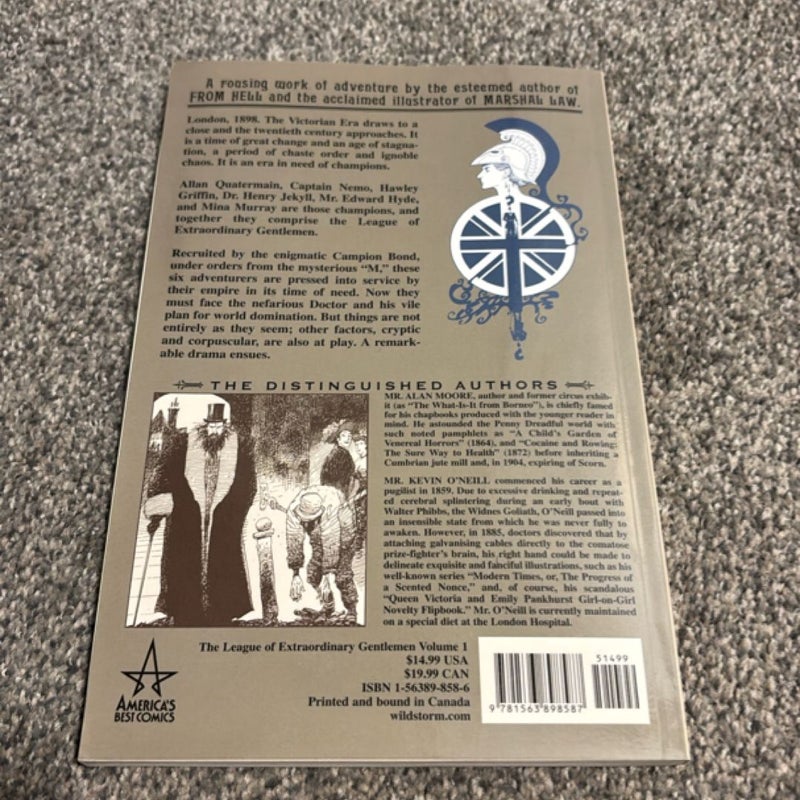 A rousing work of adventure by the esteemed author of
FROM HELL and the acclaimed illustrator of MARSHAL LAW.
London, 1898. The Victorian Era draws to a
close and the twentieth century approaches. It
is a time of great change and an age of stagna-
tion, a period of chaste order and ignoble
chaos. It is an era in need of champions.
Allan Quatermain, Captain Nemo, Hawley
Griffin, Dr. Henry Jekyll, Mr. Edward Hyde,
and Mina Murray are those champions, and
together they comprise the League of
Extraordinary Gentlemen.
Recruited by the enigmatic Campion Bond,
under orders from the mysterious “M,” these
six adventurers are pressed into service by
their empire in its time of need. Now they
must face the nefarious Doctor and his vile
plan for world domination. But things are not
entirely as they seem; other factors, cryptic
and corpuscular, are also at play. A remark-
able drama ensues.
?
THE DISTINGUISHED AUTHORS
MR. ALAN MOORE, author and former circus exhib-
it (as “The What-Is-It from Borneo”), is chiefly famed
for his chapbooks produced with the younger reader in
mind. He astounded the Penny Dreadful world with
such noted pamphlets as “A Child's Garden of
Venereal Horrors” (1864), and “Cocaine and Rowing:
The Sure Way to Health” (1872) before inheriting a
Cumbrian jute mill and, in 1904, expiring of Scorn.
MR. KEVIN O'NEILL commenced his career as a
pugilist in 1859. Due to excessive drinking and repeat-
ed cerebral splintering during an early bout with
Walter Phibbs, the Widnes Goliath, O'Neill passed into
an insensible state from which he was never fully to
awaken. However, in 1885, doctors discovered that by
attaching galvanising cables directly to the comatose
prize-fighter's brain, his right hand could be made to
delineate exquisite and fanciful illustrations, such as his
well-known series “Modern Times, or, The Progress of
a Scented Nonce,” and, of course, his scandalous
“Queen Victoria and Emily Pankhurst Girl-on-Girl
Novelty Flipbook.” Mr. O'Neill is currently maintained
on a special diet at the London Hospital.
The League of Extraordinary Gentlemen Volume 1
$14.99 USA
$19.99 CAN
ISBN 1-56389-858-6
Printed and bound in Canada
wildstorm.com
AMERICA'S
BEST COMICS
51499
9 781563 898587